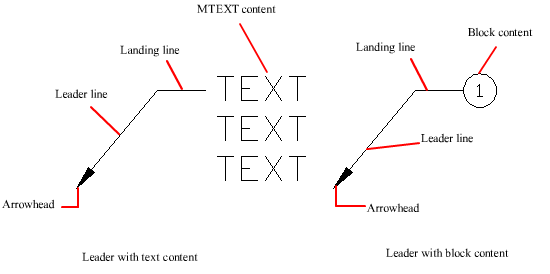 MTEXT content
Block content
Landing line
Landing line
TEXT
1
Leader line
TEXT
Leader line
TEXT
Arrowhead
Arrowhead
Leader with text content
Leader with block content